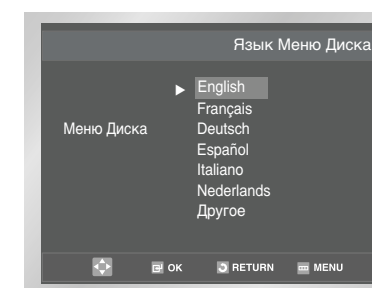 Язык Меню Диска
English
Français
Меню Диска
Deutsch
Español
Italiano
Nederlands
Другое
OK
RETURN
MENU